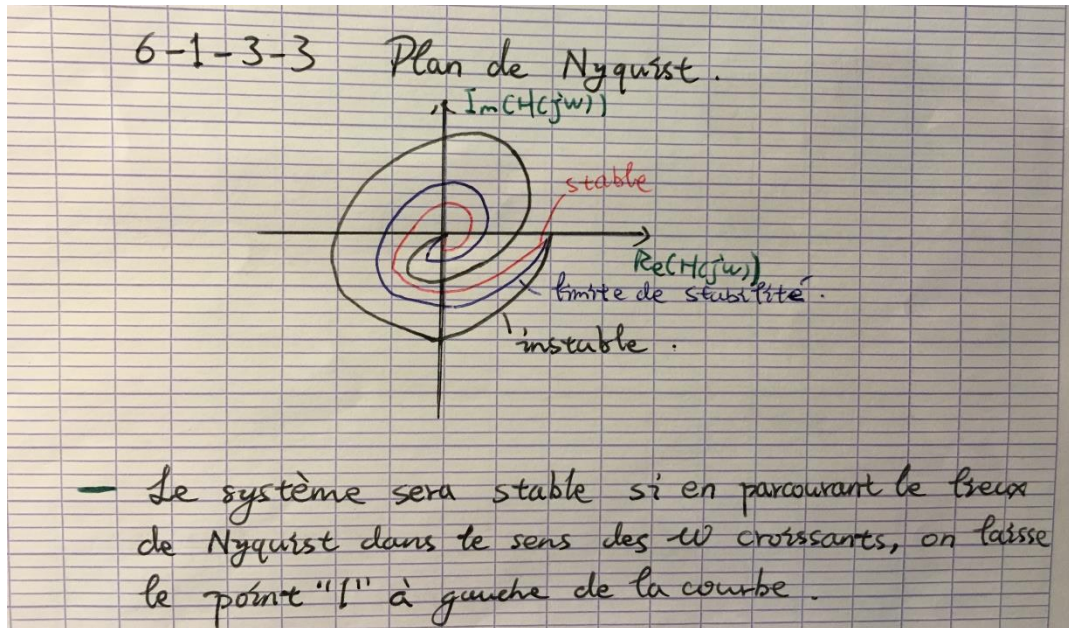 6-1-3-3 Plan de Nyquist.
Im(H(jw))
stable
Re(H(jw))
limite de stabilité.
instable.
– Le système sera stable si en parcourant le lieux
de Nyquist dans le sens des w croissants, on laisse
le point "1" à gauche de la courbe.